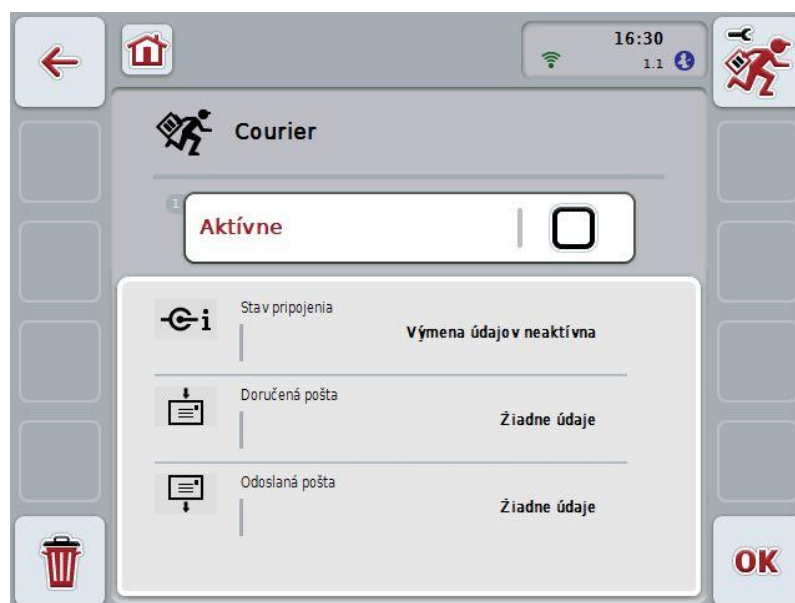 16:30
1.1
Courier
1
Aktívne
Stav pripojenia
Výmena údajov neaktívna
Doručená pošta
Žiadne údaje
Odoslaná pošta
Žiadne údaje
OK